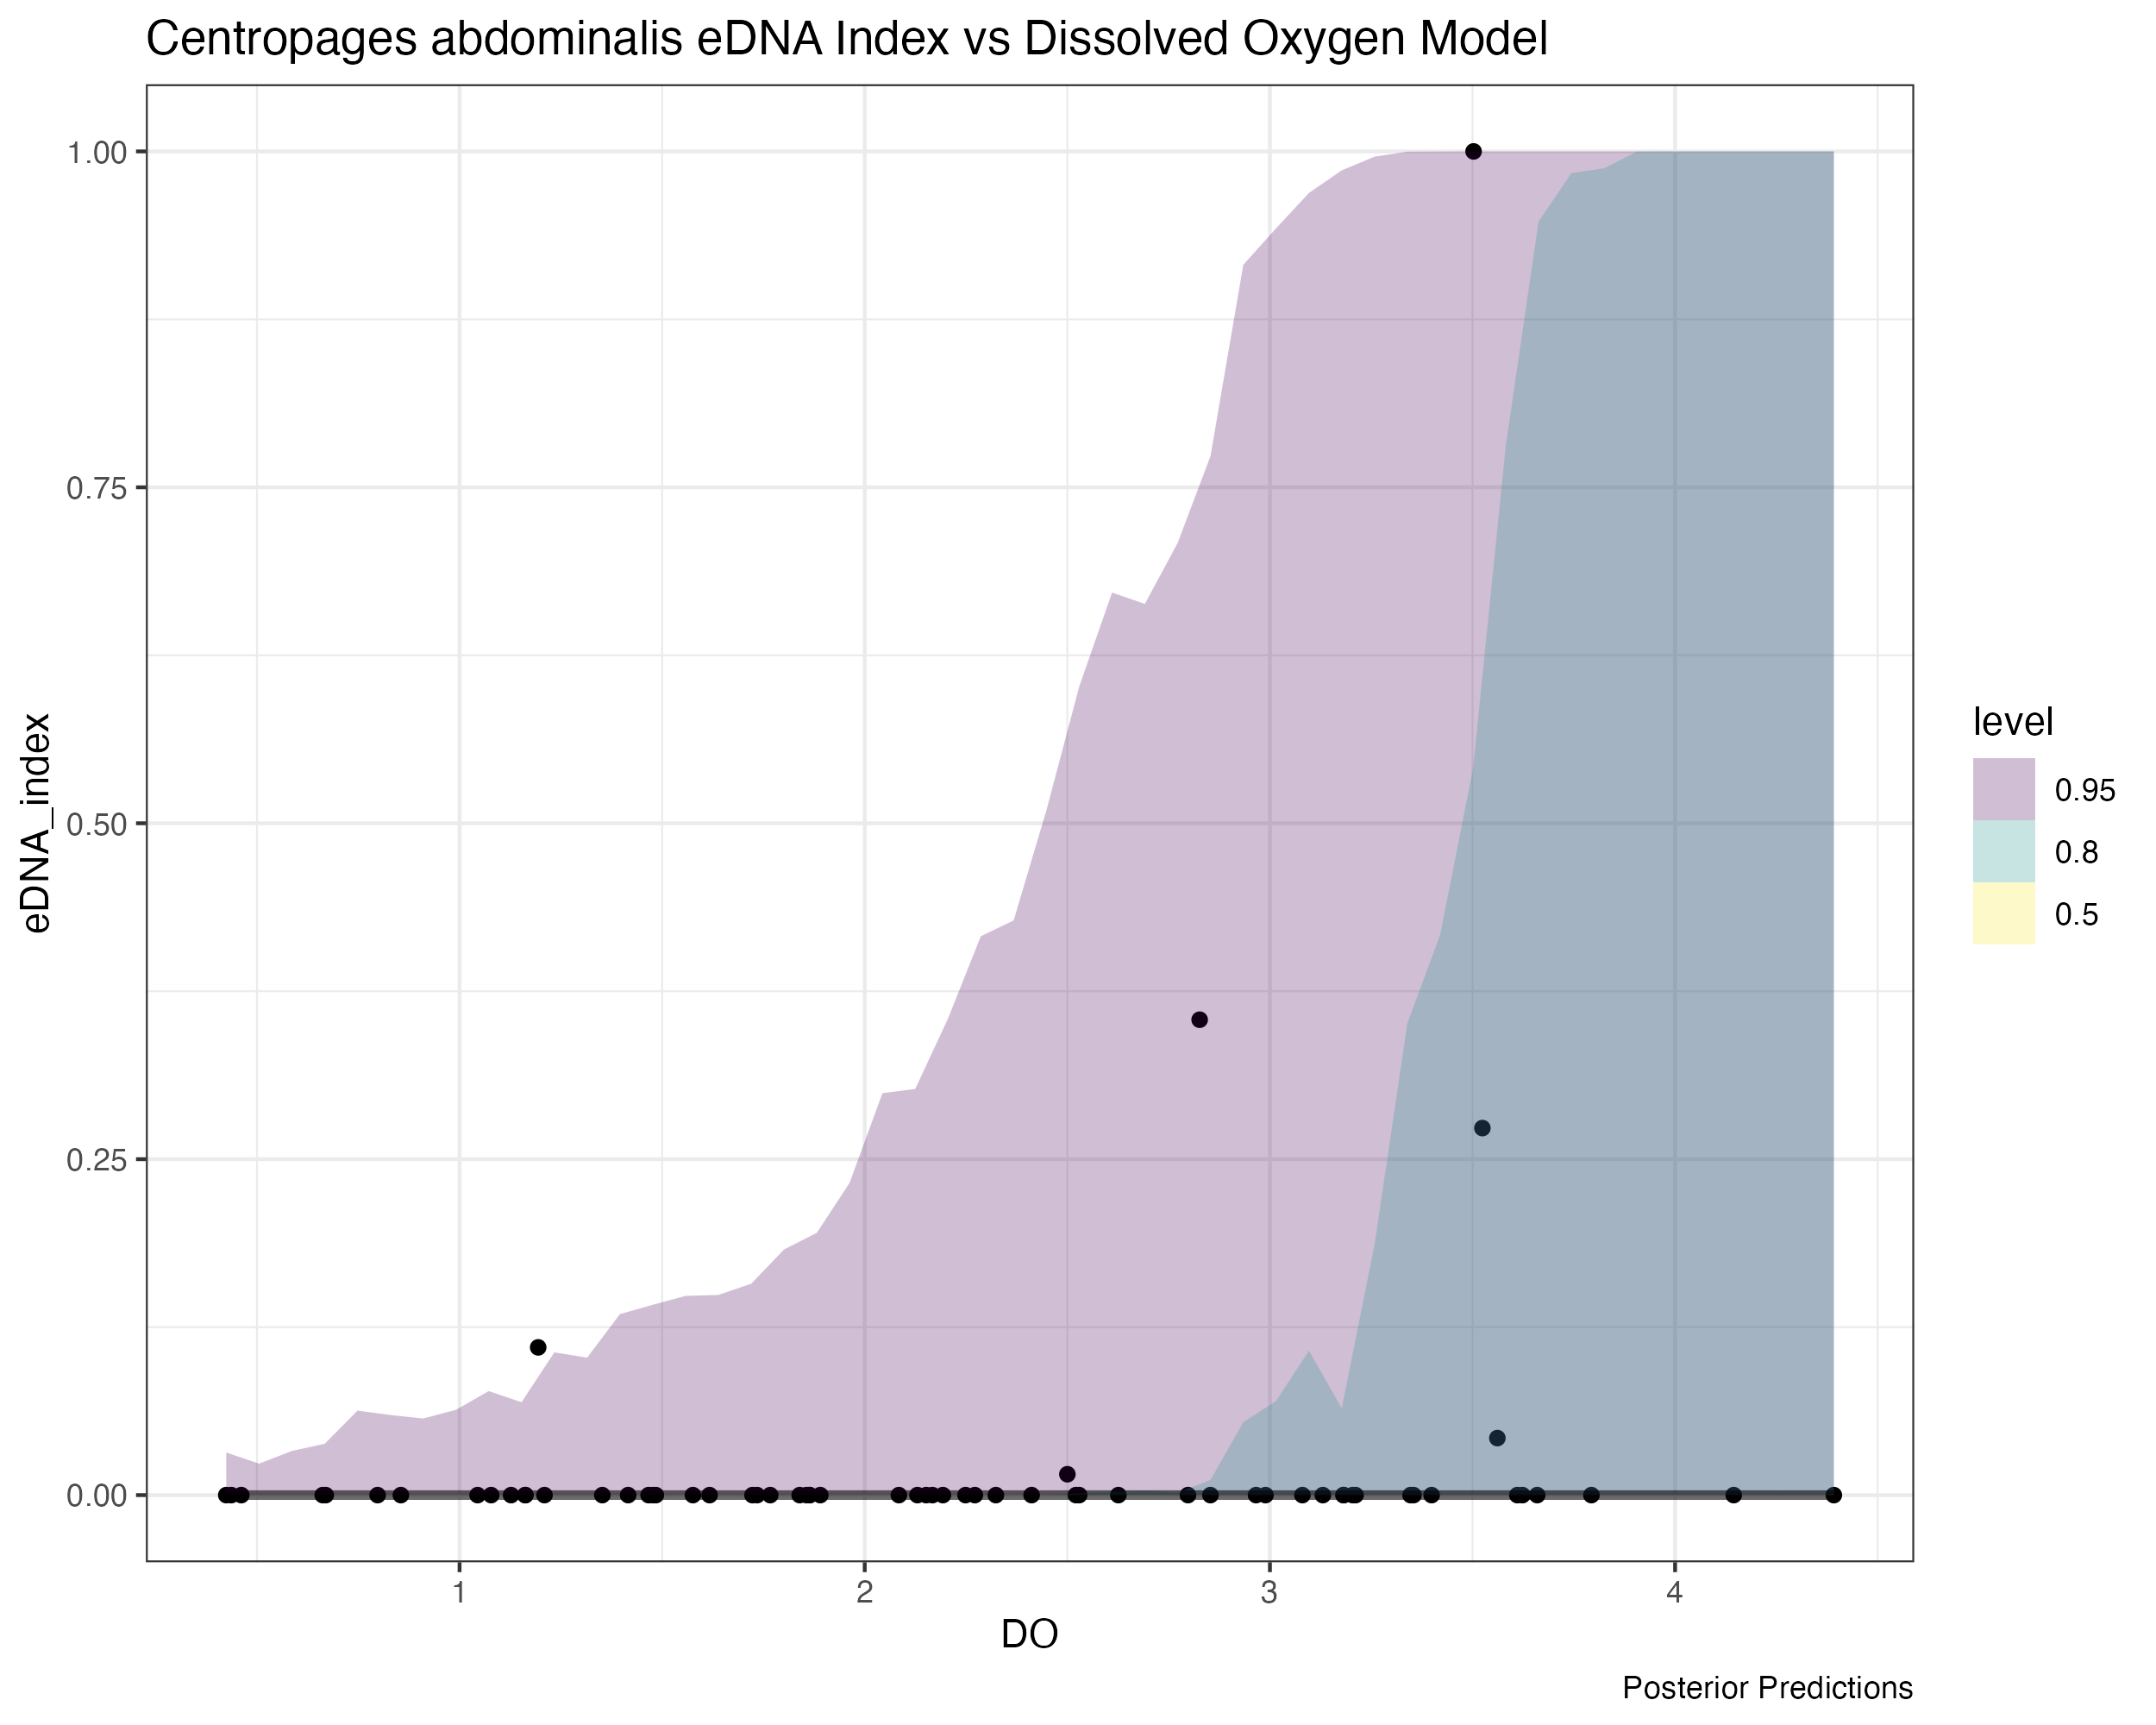 Centropages abdominalis eDNA Index vs Dissolved Oxygen Model
eDNA_index
1.00
0.75
0.50
0.25
0.00
1 2 3 4
DO
level
0.95
0.8
0.5
Posterior Predictions